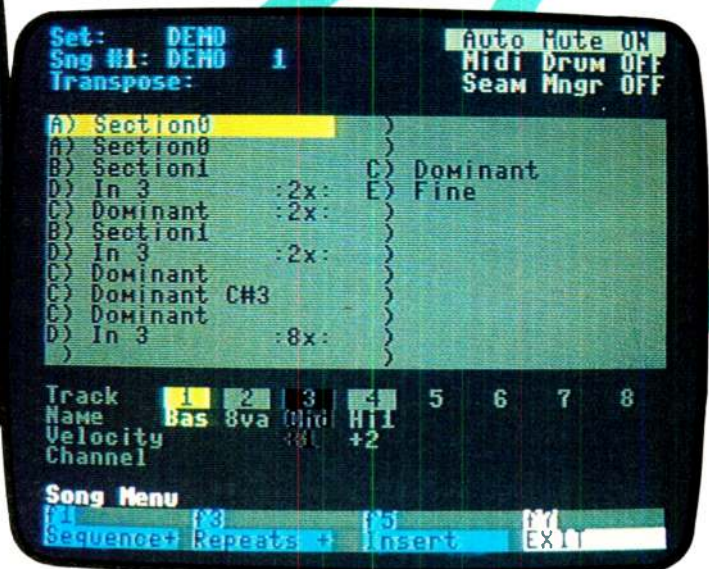 Set: DEMO
Sng #1: DEMO 1
Transpose:
Auto Mute ON
Midi Drum OFF
Seam Mngr OFF
A) Section0 )
A) Section0 )
B) Section1 C) Dominant
D) In 3 :2x: E) Fine
C) Dominant :2x: )
B) Section1 )
D) In 3 :2x: )
C) Dominant )
C) Dominant C#3 )
C) Dominant )
D) In 3 :8x: )
) )
Track 1 2 3 4 5 6 7 8
Name Bas 8va Hi1
Velocity +2
Channel
Song Menu
f1 f3 f5 f7
Sequence+ Repeats + Insert EXIT